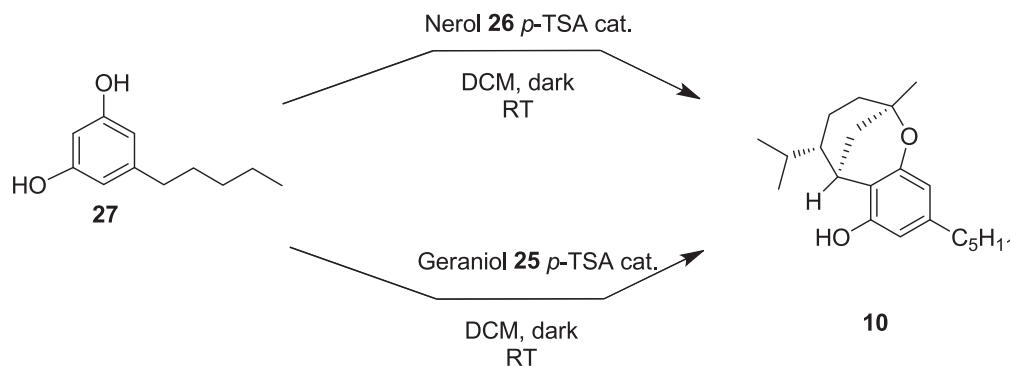 Nerol 26 p-TSA cat.
DCM, dark
RT
OH
HO
27
O
H
HO
C5H11
10
Geraniol 25 p-TSA cat.
DCM, dark
RT